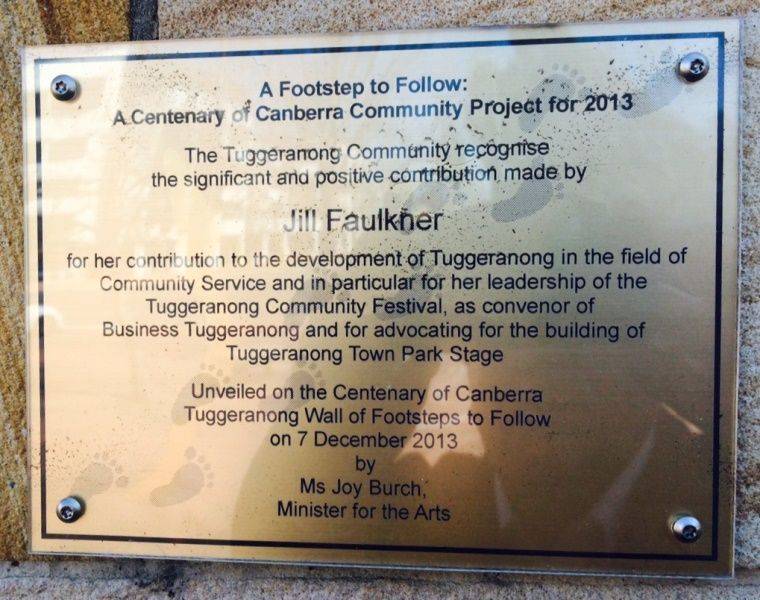 A Footstep to Follow:
A Centenary of Canberra Community Project for 2013
The Tuggeranong Community recognise
the significant and positive contribution made by
Jill Faulkner
for her contribution to the development of Tuggeranong in the field of
Community Service and in particular for her leadership of the
Tuggeranong Community Festival, as convenor of
Business Tuggeranong and for advocating for the building of
Tuggeranong Town Park Stage
Unveiled on the Centenary of Canberra
Tuggeranong Wall of Footsteps to Follow
on 7 December 2013
by
Ms Joy Burch,
Minister for the Arts